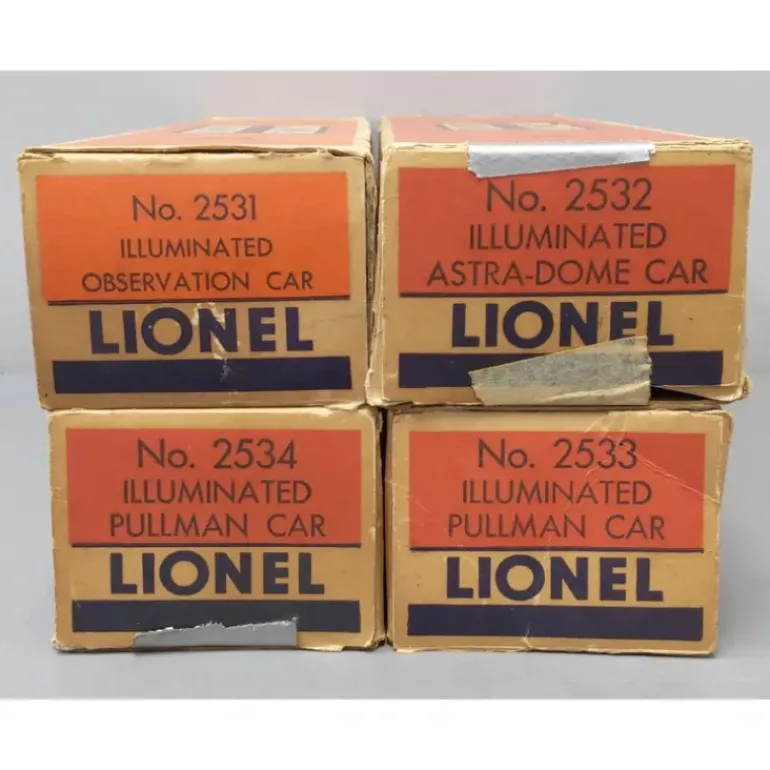 No. 2531
ILLUMINATED
OBSERVATION CAR
LIONEL
No. 2532
ILLUMINATED
ASTRA-DOME CAR
LIONEL
No. 2534
ILLUMINATED
PULLMAN CAR
LIONEL
No. 2533
ILLUMINATED
PULLMAN CAR
LIONEL